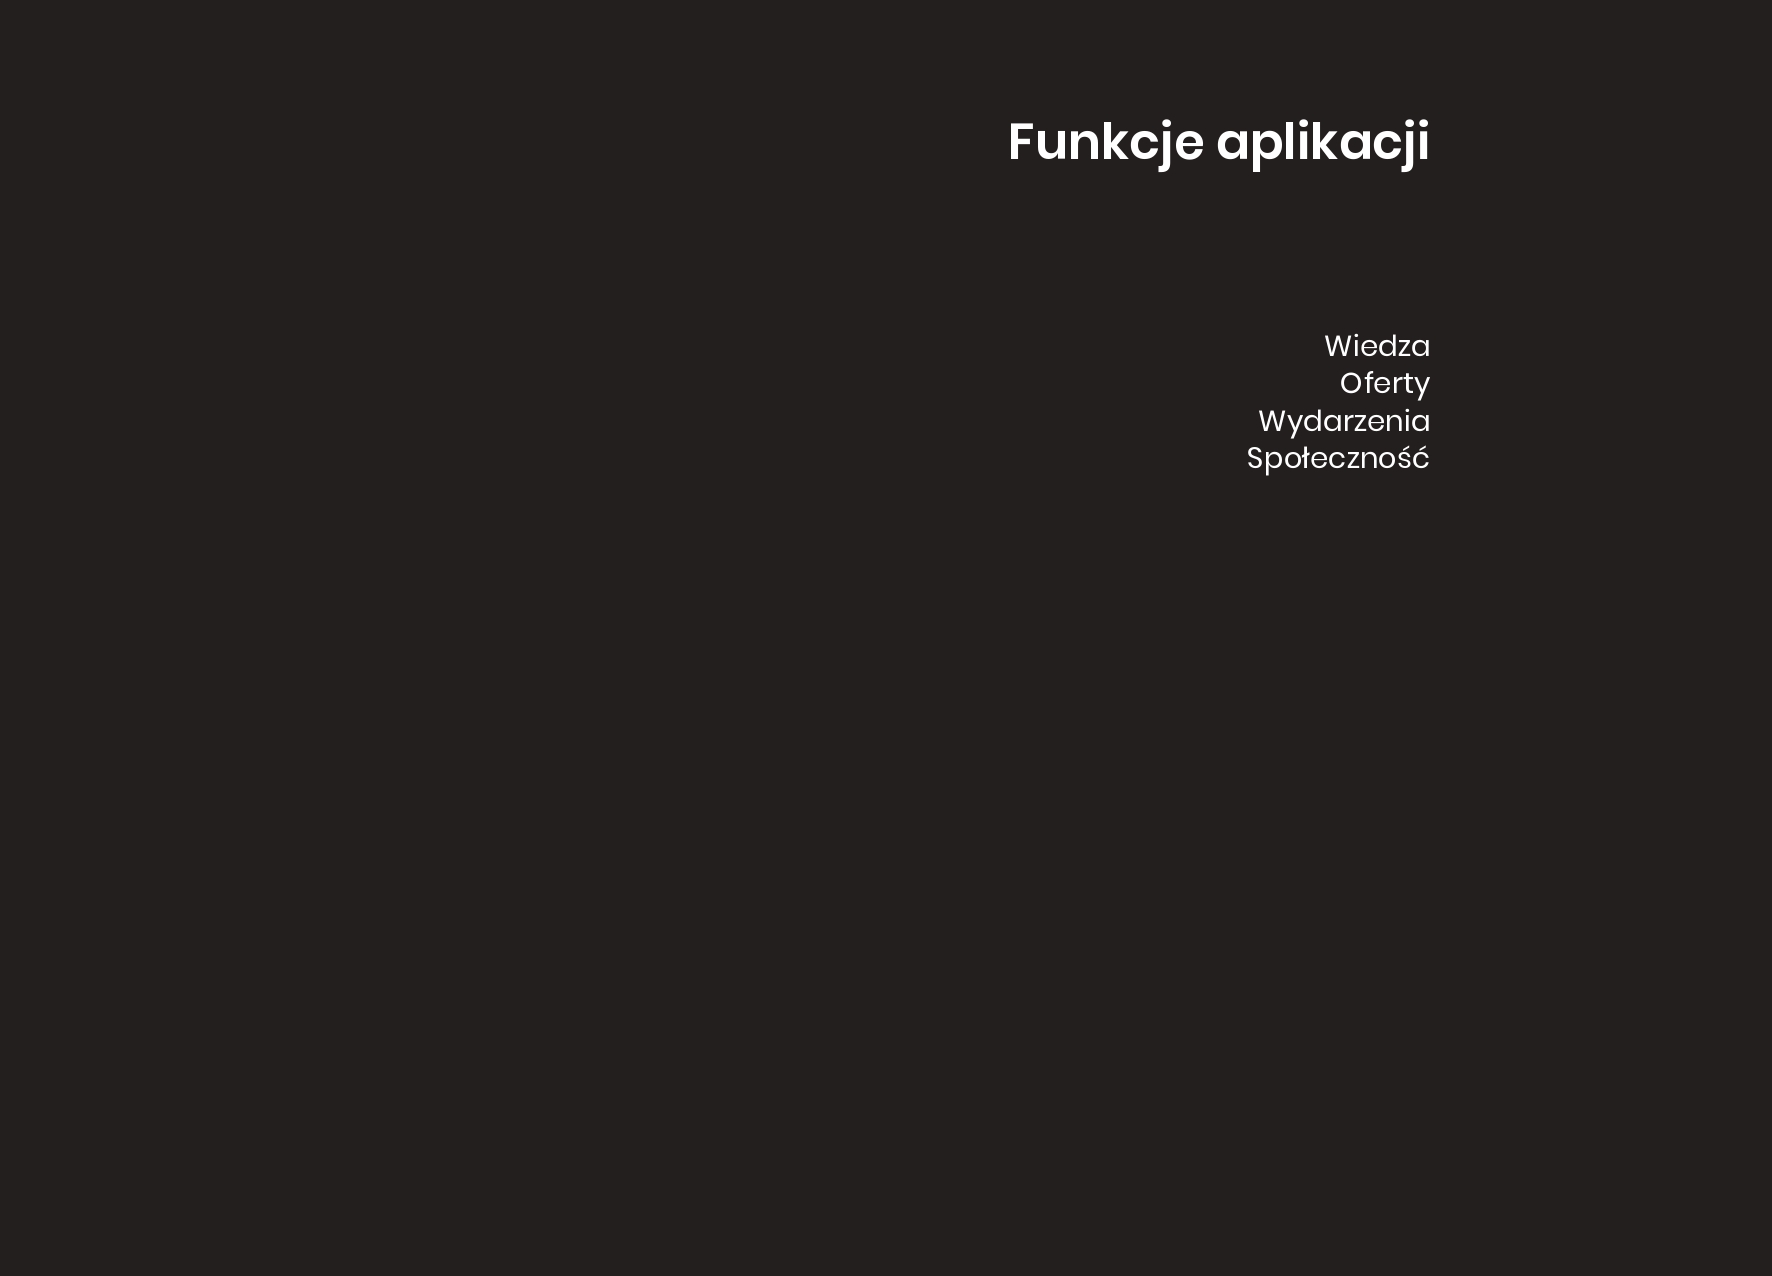 Funkcje aplikacji
Wiedza
Oferty
Wydarzenia
Społeczność